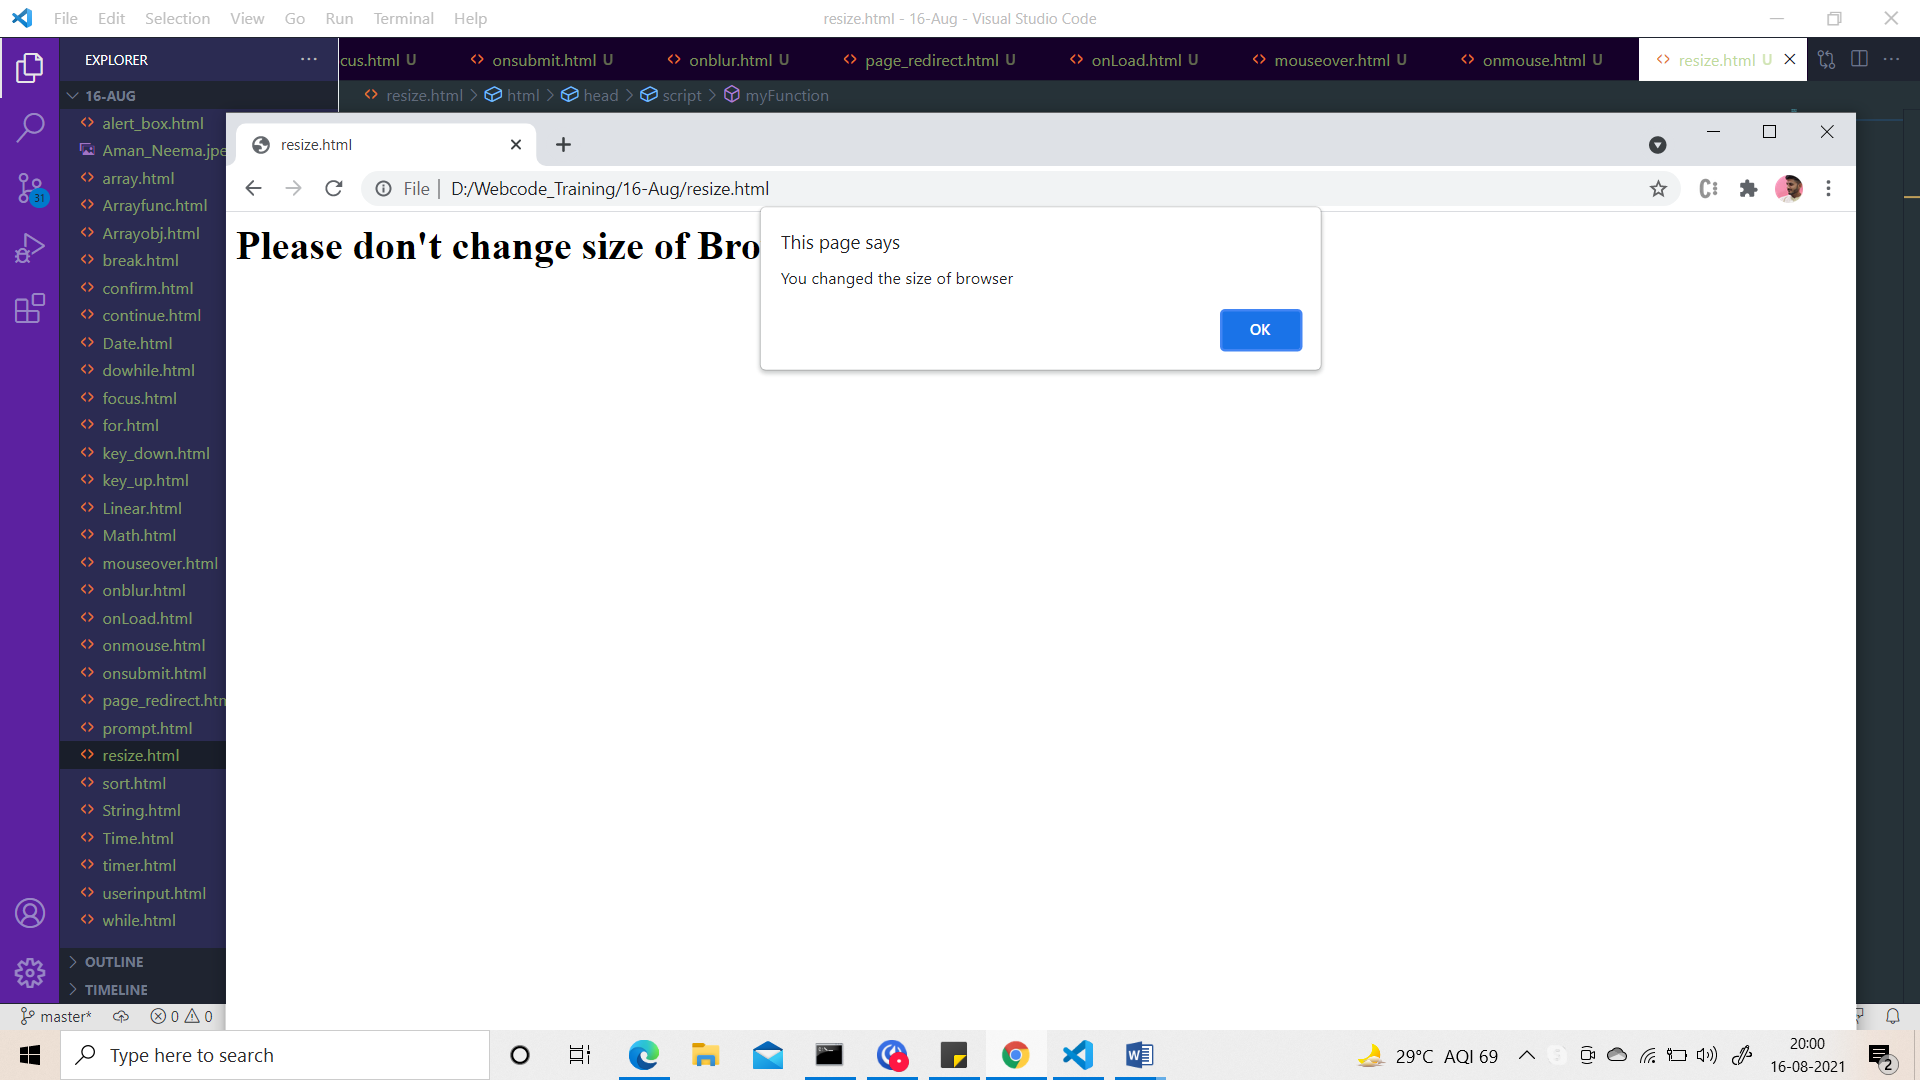 File Edit Selection View Go Run Terminal Help
resize.html - 16-Aug - Visual Studio Code
EXPLORER
cus.html U
onsubmit.html U
onblur.html U
page_redirect.html U
onLoad.html U
mouseover.html U
onmouse.html U
resize.html U
16-AUG
resize.html > html > head > script > myFunction
alert_box.html
Aman_Neema.jpe
array.html
Arrayfunc.html
Arrayobj.html
break.html
confirm.html
continue.html
Date.html
dowhile.html
focus.html
for.html
key_down.html
key_up.html
Linear.html
Math.html
mouseover.html
onblur.html
onLoad.html
onmouse.html
onsubmit.html
page_redirect.htm
prompt.html
resize.html
sort.html
String.html
Time.html
timer.html
userinput.html
while.html
OUTLINE
TIMELINE
31
master*
0
0
resize.html
File | D:/Webcode_Training/16-Aug/resize.html
Please don't change size of Bro
This page says
You changed the size of browser
OK
Type here to search
29°C AQI 69
20:00
16-08-2021
2